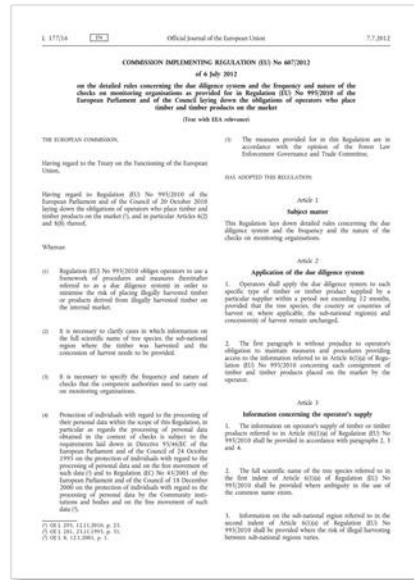 L 177/16
EN
Official Journal of the European Union
7.7.2012
COMMISSION IMPLEMENTING REGULATION (EU) No 607/2012
of 6 July 2012
on the detailed rules concerning the due diligence system and the frequency and nature of the
checks on monitoring organisations as provided for in Regulation (EU) No 995/2010 of the
European Parliament and of the Council laying down the obligations of operators who place
timber and timber products on the market
(Text with EEA relevance)
THE EUROPEAN COMMISSION,
Having regard to the Treaty on the Functioning of the European
Union,
Having regard to Regulation (EU) No 995/2010 of the
European Parliament and of the Council of 20 October 2010
laying down the obligations of operators who place timber and
timber products on the market (¹), and in particular Articles 6(2)
and 8(8) thereof,
Whereas:
(1) Regulation (EU) No 995/2010 obliges operators to use a
framework of procedures and measures (hereinafter
referred to as a due diligence system) in order to
minimise the risk of placing illegally harvested timber
or products derived from illegally harvested timber on
the internal market.
(2) It is necessary to clarify cases in which information on
the full scientific name of tree species, the sub-national
region where the timber was harvested and the
concession of harvest need to be provided.
(3) It is necessary to specify the frequency and nature of
checks that the competent authorities need to carry out
on monitoring organisations.
(4) Protection of individuals with regard to the processing of
their personal data within the scope of this Regulation, in
particular as regards the processing of personal data
obtained in the context of checks is subject to the
requirements laid down in Directive 95/46/EC of the
European Parliament and of the Council of 24 October
1995 on the protection of individuals with regard to the
processing of personal data and on the free movement of
such data (²) and to Regulation (EC) No 45/2001 of the
European Parliament and of the Council of 18 December
2000 on the protection of individuals with regard to the
processing of personal data by the Community insti-
tutions and bodies and on the free movement of such
data (³).
(¹) OJ L 295, 12.11.2010, p. 23.
(²) OJ L 281, 23.11.1995, p. 31.
(³) OJ L 8, 12.1.2001, p. 1.
(5) The measures provided for in this Regulation are in
accordance with the opinion of the Forest Law
Enforcement Governance and Trade Committee,
HAS ADOPTED THIS REGULATION:
Article 1
Subject matter
This Regulation lays down detailed rules concerning the due
diligence system and the frequency and the nature of the
checks on monitoring organisations.
Article 2
Application of the due diligence system
1. Operators shall apply the due diligence system to each
specific type of timber or timber product supplied by a
particular supplier within a period not exceeding 12 months,
provided that the tree species, the country or countries of
harvest or, where applicable, the sub-national region(s) and
concession(s) of harvest remain unchanged.
2. The first paragraph is without prejudice to operator's
obligation to maintain measures and procedures providing
access to the information referred to in Article 6(1)(a) of Regu-
lation (EU) No 995/2010 concerning each consignment of
timber and timber products placed on the market by the
operator.
Article 3
Information concerning the operator's supply
1. The information on operator's supply of timber or timber
products referred to in Article 6(1)(a) of Regulation (EU) No
995/2010 shall be provided in accordance with paragraphs 2, 3
and 4.
2. The full scientific name of the tree species referred to in
the first indent of Article 6(1)(a) of Regulation (EU) No
995/2010 shall be provided where ambiguity in the use of
the common name exists.
3. Information on the sub-national region referred to in the
second indent of Article 6(1)(a) of Regulation (EU) No
995/2010 shall be provided where the risk of illegal harvesting
between sub-national regions varies.